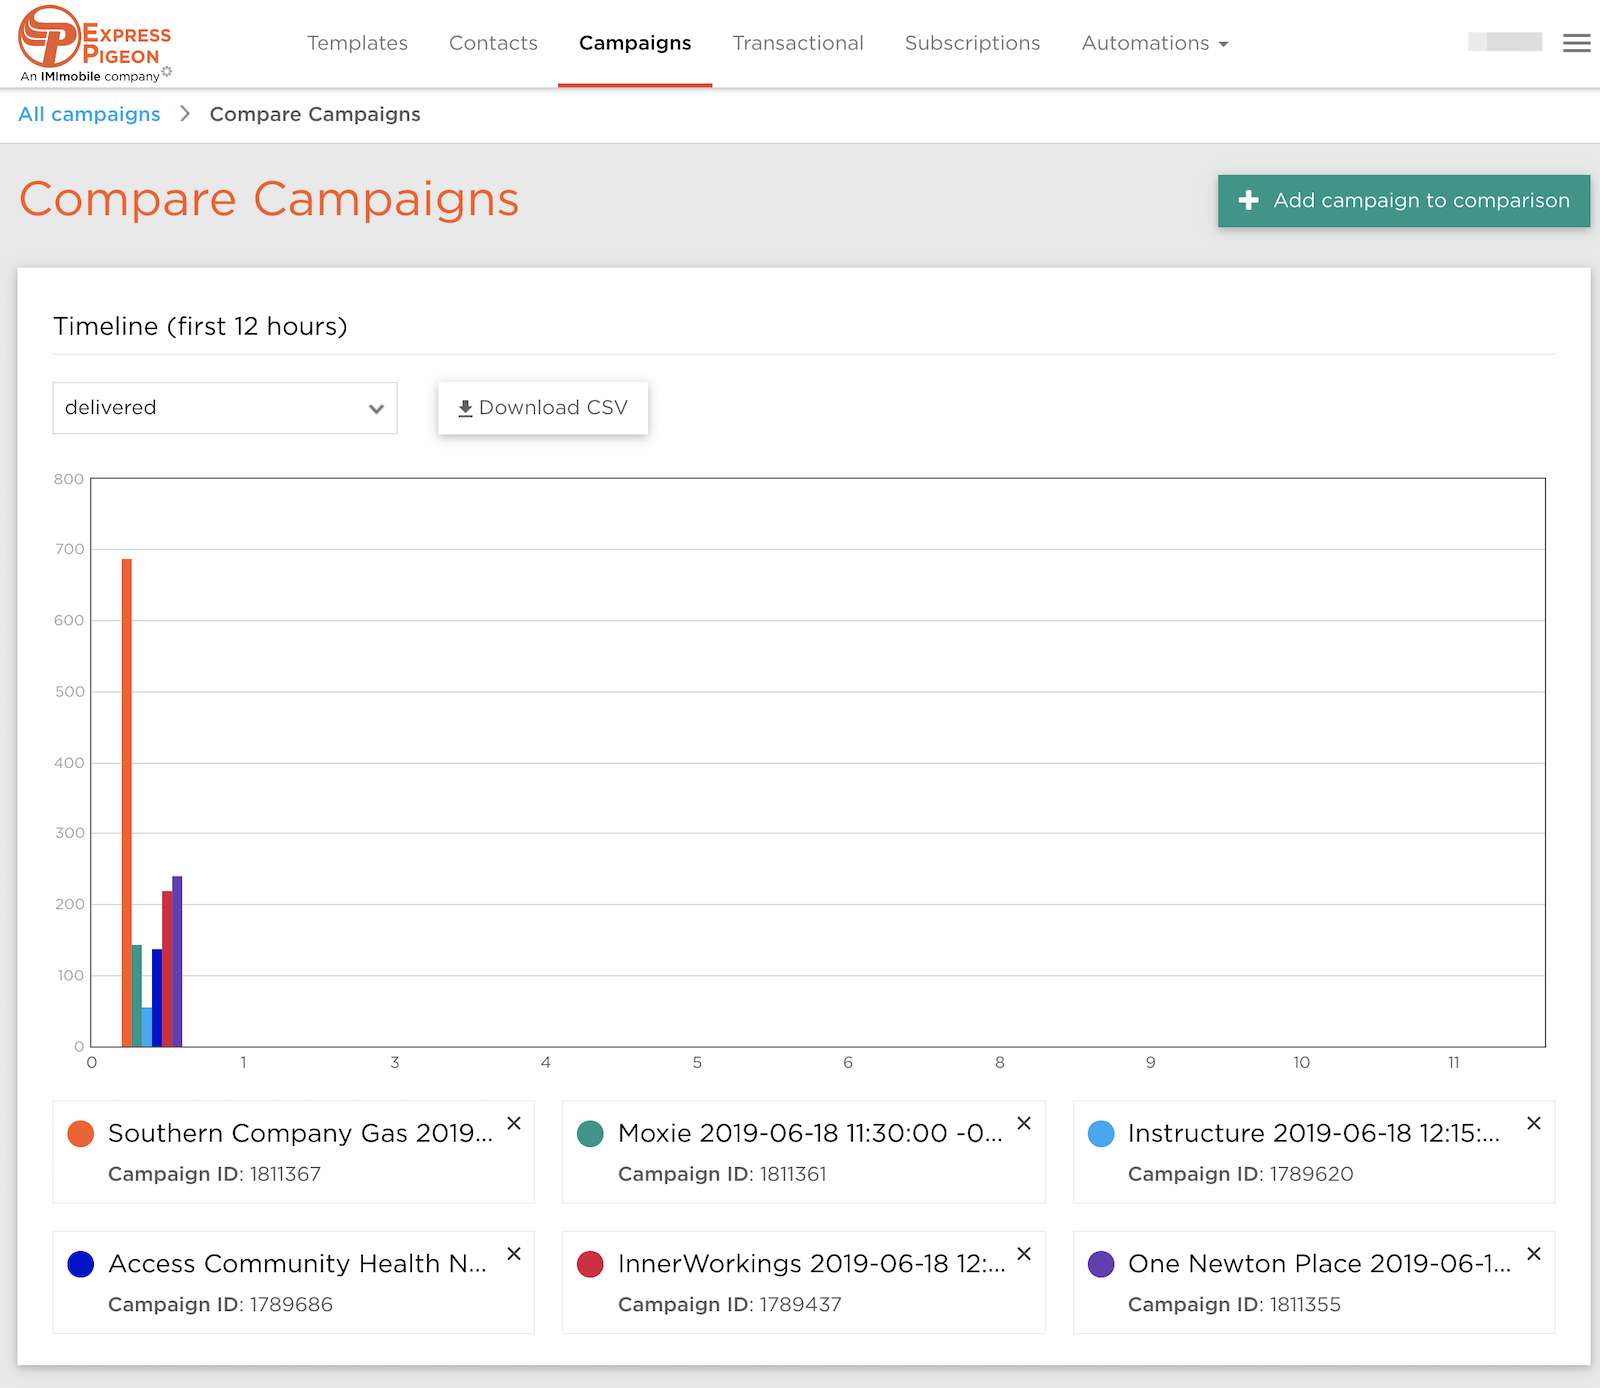 EXPRESS
PIGEON
An IMImobile company
Templates Contacts Campaigns Transactional Subscriptions Automations
All campaigns > Compare Campaigns
Compare Campaigns
+ Add campaign to comparison
Timeline (first 12 hours)
delivered
Download CSV
800
700
600
500
400
300
200
100
0
0 1 3 4 5 6 8 9 10 11
Southern Company Gas 2019... ×
Campaign ID: 1811367
Moxie 2019-06-18 11:30:00 -0... ×
Campaign ID: 1811361
Instructure 2019-06-18 12:15:... ×
Campaign ID: 1789620
Access Community Health N... ×
Campaign ID: 1789686
InnerWorkings 2019-06-18 12:... ×
Campaign ID: 1789437
One Newton Place 2019-06-1... ×
Campaign ID: 1811355